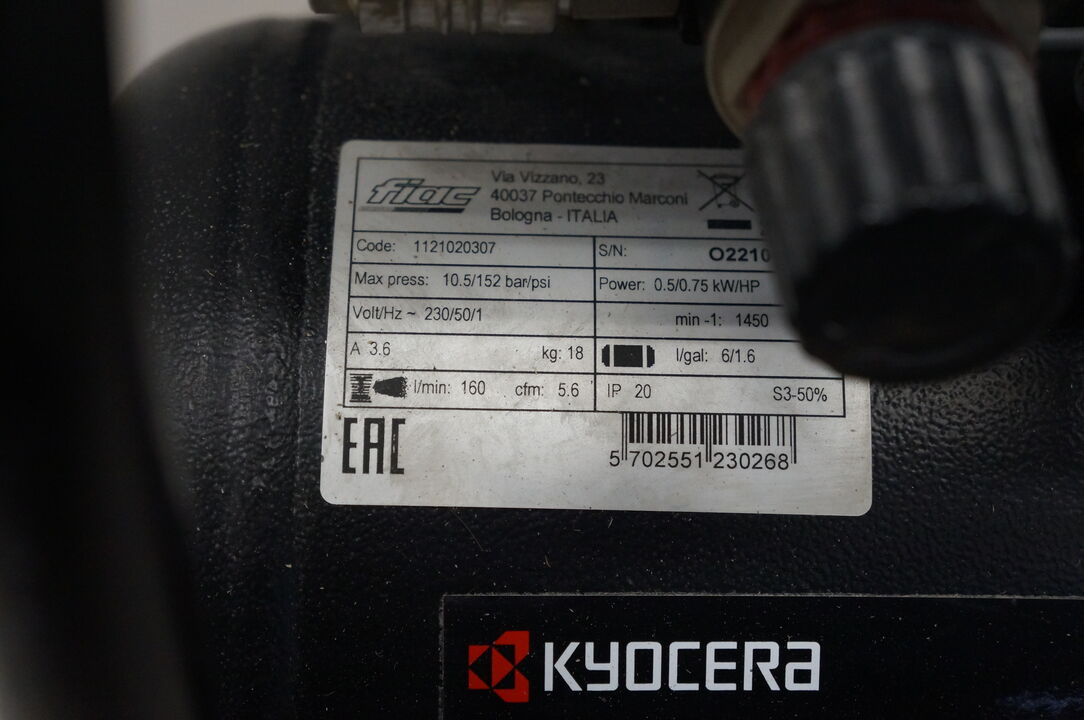 fiac
Via Vizzano, 23
40037 Pontecchio Marconi
Bologna - ITALIA
Code: 1121020307
S/N: O2210
Max press: 10.5/152 bar/psi
Power: 0.5/0.75 kW/HP
Volt/Hz ~ 230/50/1
min -1: 1450
A 3.6
kg: 18
l/gal: 6/1.6
l/min: 160 cfm: 5.6
IP 20
S3-50%
EAC
5 702551 230268
KYOCERA